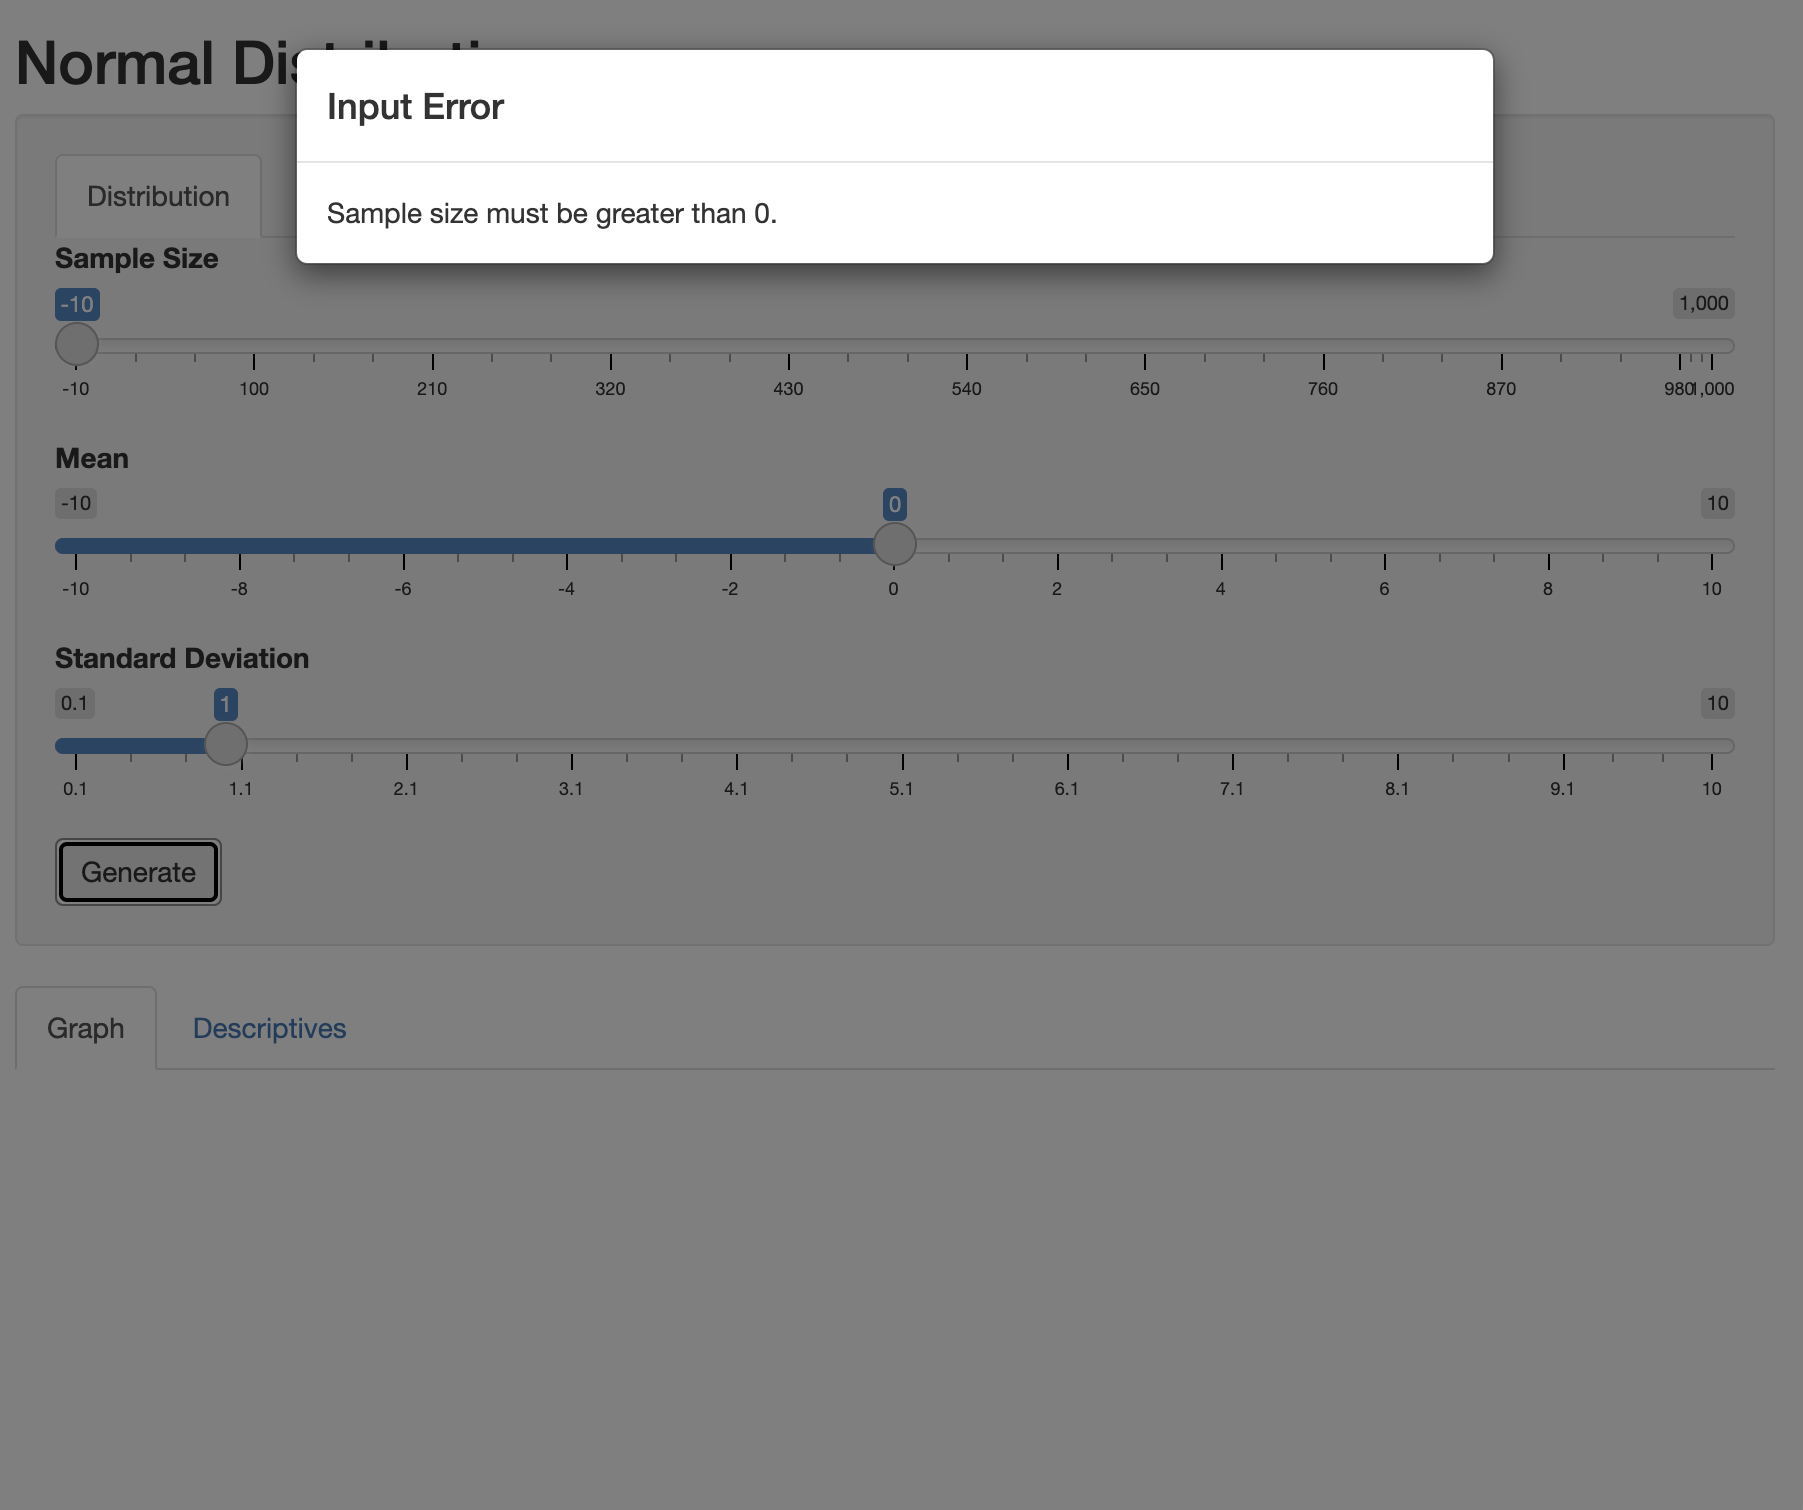 Normal Di
Input Error
Sample size must be greater than 0.
Distribution
Sample Size
-10 1,000
-10 100 210 320 430 540 650 760 870 980 1,000
Mean
-10 0 10
-10 -8 -6 -4 -2 0 2 4 6 8 10
Standard Deviation
0.1 1 10
0.1 1.1 2.1 3.1 4.1 5.1 6.1 7.1 8.1 9.1 10
Generate
Graph Descriptives